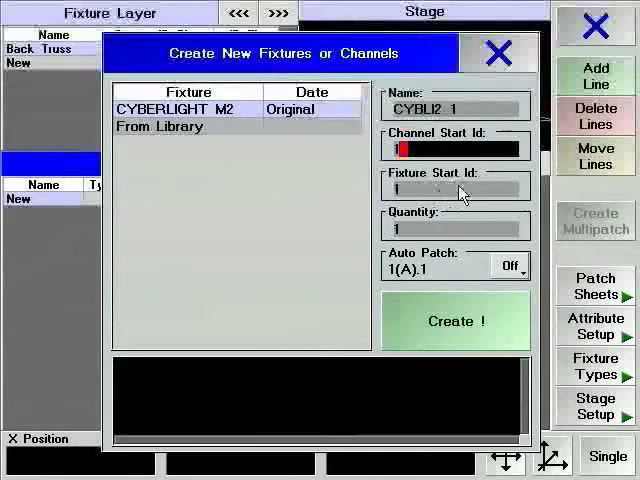 Fixture Layer
<<<
>>>
Stage
Name
Back Truss
New
Create New Fixtures or Channels
Fixture
Date
CYBERLIGHT M2
Original
From Library
Name:
CYBLI2 1
Channel Start Id:
1
Fixture Start Id:
1
Quantity:
1
Auto Patch:
1(A).1
Off
Create !
Name
Ty
New
Add
Line
Delete
Lines
Move
Lines
Create
Multipatch
Patch
Sheets
Attribute
Setup
Fixture
Types
Stage
Setup
X Position
Single